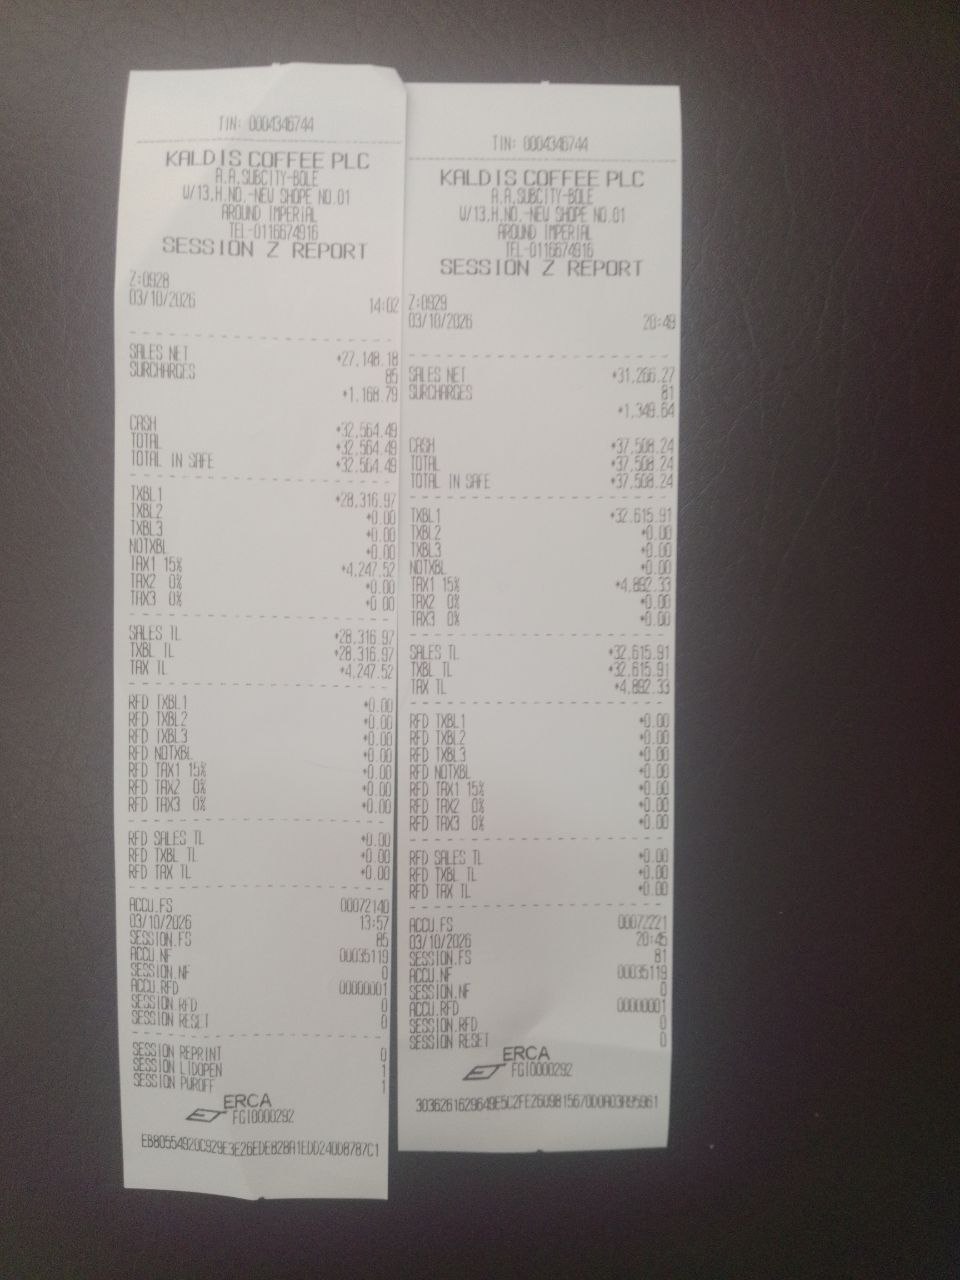 TIN: 0004346744
KALDIS COFFEE PLC
A.A,SUBCITY-BOLE
W/13,H.NO.-NEW SHOPE NO.01
AROUND IMPERIAL
TEL-0116674916
SESSION Z REPORT
Z:0928
03/10/2026 14:02
SALES NET *27,148.18
SURCHARGES 85
*1,168.79
CASH *32,564.49
TOTAL *32,564.49
TOTAL IN SAFE *32,564.49
TXBL1 *28,316.97
TXBL2 *0.00
TXBL3 *0.00
NOTXBL *0.00
TAX1 15% *4,247.52
TAX2 0% *0.00
TAX3 0% *0.00
SALES TL *28,316.97
TXBL TL *28,316.97
TAX TL *4,247.52
RFD TXBL1 *0.00
RFD TXBL2 *0.00
RFD TXBL3 *0.00
RFD NOTXBL *0.00
RFD TAX1 15% *0.00
RFD TAX2 0% *0.00
RFD TAX3 0% *0.00
RFD SALES TL *0.00
RFD TXBL TL *0.00
RFD TAX TL *0.00
ACCU.FS 00072140
03/10/2026 13:57
SESSION.FS 85
ACCU.NF 00035119
SESSION.NF 0
ACCU.RFD 00000001
SESSION.RFD 0
SESSION RESET 0
SESSION REPRINT 0
SESSION LIDOPEN 1
SESSION PWROFF 1
ERCA
FGI0000292
TIN: 0004346744
KALDIS COFFEE PLC
A.A,SUBCITY-BOLE
W/13,H.NO.-NEW SHOPE NO.01
AROUND IMPERIAL
TEL-0116674916
SESSION Z REPORT
Z:0929
03/10/2026 20:49
SALES NET *31,266.27
SURCHARGES 81
*1,349.64
CASH *37,508.24
TOTAL *37,508.24
TOTAL IN SAFE *37,508.24
TXBL1 *32,615.91
TXBL2 *0.00
TXBL3 *0.00
NOTXBL *0.00
TAX1 15% *4,892.33
TAX2 0% *0.00
TAX3 0% *0.00
SALES TL *32,615.91
TXBL TL *32,615.91
TAX TL *4,892.33
RFD TXBL1 *0.00
RFD TXBL2 *0.00
RFD TXBL3 *0.00
RFD NOTXBL *0.00
RFD TAX1 15% *0.00
RFD TAX2 0% *0.00
RFD TAX3 0% *0.00
RFD SALES TL *0.00
RFD TXBL TL *0.00
RFD TAX TL *0.00
ACCU.FS 00072221
03/10/2026 20:45
SESSION.FS 81
ACCU.NF 00035119
SESSION.NF 0
ACCU.RFD 00000001
SESSION.RFD 0
SESSION RESET 0
ERCA
FGI0000292